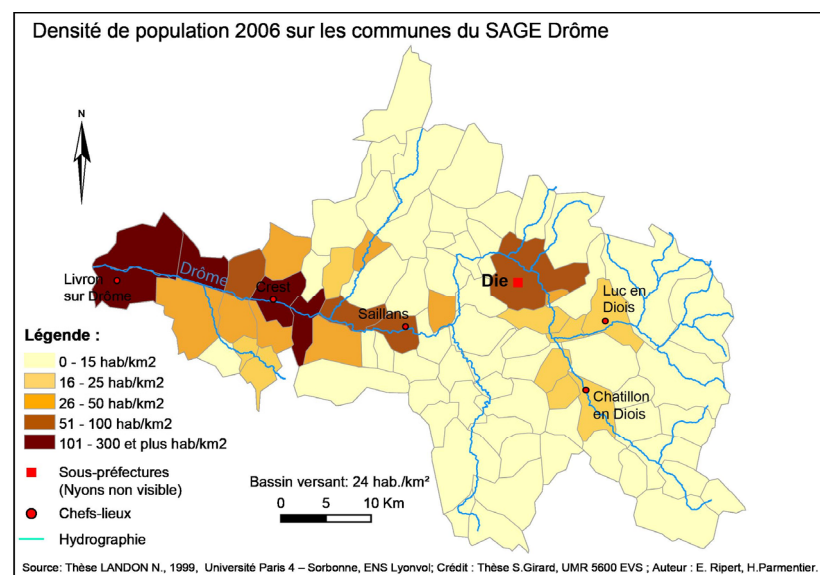 Densité de population 2006 sur les communes du SAGE Drôme
N
Drôme
Livron
sur Drôme
Crest
Saillans
Die
Luc en
Diois
Chatillon
en Diois
Légende :
0 - 15 hab/km2
16 - 25 hab/km2
26 - 50 hab/km2
51 - 100 hab/km2
101 - 300 et plus hab/km2
Sous-préfectures
(Nyons non visible)
Chefs-lieux
Hydrographie
Bassin versant: 24 hab./km²
0 5 10 Km
Source: Thèse LANDON N., 1999, Université Paris 4 – Sorbonne, ENS Lyonvol; Crédit : Thèse S.Girard, UMR 5600 EVS ; Auteur : E. Ripert, H.Parmentier.